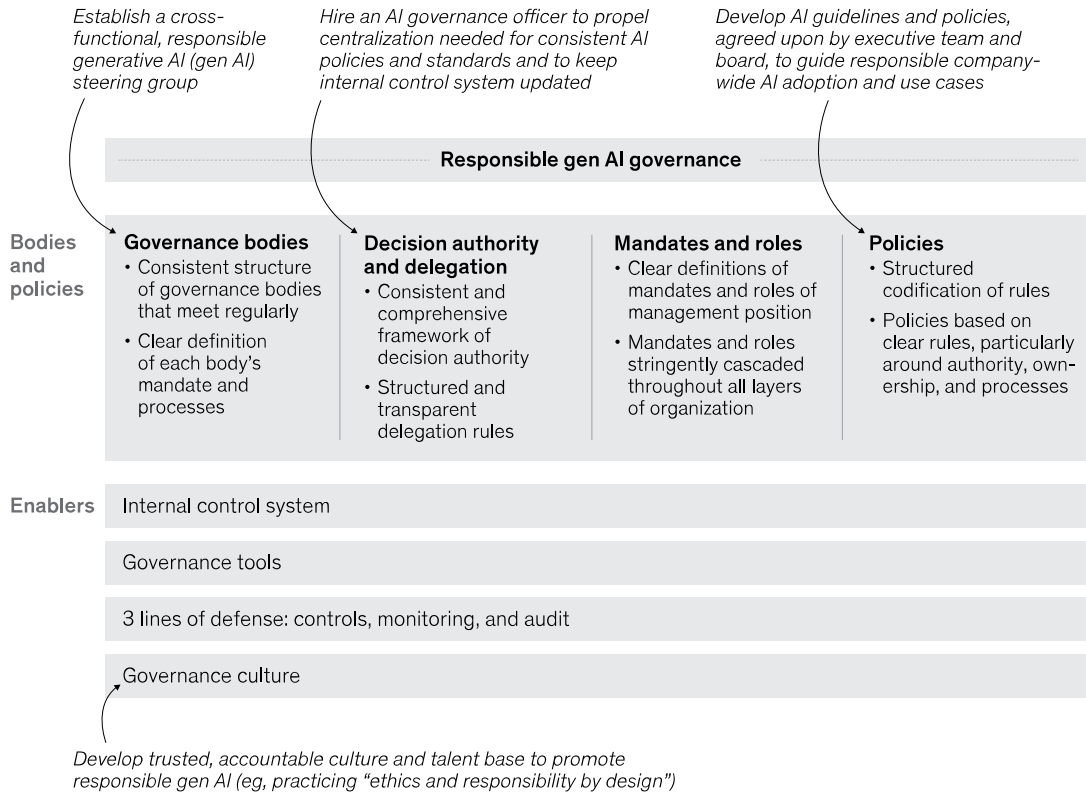 Establish a cross-
functional, responsible
generative AI (gen AI)
steering group
Hire an AI governance officer to propel
centralization needed for consistent AI
policies and standards and to keep
internal control system updated
Develop AI guidelines and policies,
agreed upon by executive team and
board, to guide responsible company-
wide AI adoption and use cases
Responsible gen AI governance
Bodies
and
policies
Governance bodies
• Consistent structure
of governance bodies
that meet regularly
• Clear definition
of each body’s
mandate and
processes
Decision authority
and delegation
• Consistent and
comprehensive
framework of
decision authority
• Structured and
transparent
delegation rules
Mandates and roles
• Clear definitions of
mandates and roles of
management position
• Mandates and roles
stringently cascaded
throughout all layers
of organization
Policies
• Structured
codification of rules
• Policies based on
clear rules, particularly
around authority, own-
ership, and processes
Enablers
Internal control system
Governance tools
3 lines of defense: controls, monitoring, and audit
Governance culture
Develop trusted, accountable culture and talent base to promote
responsible gen AI (eg, practicing “ethics and responsibility by design”)